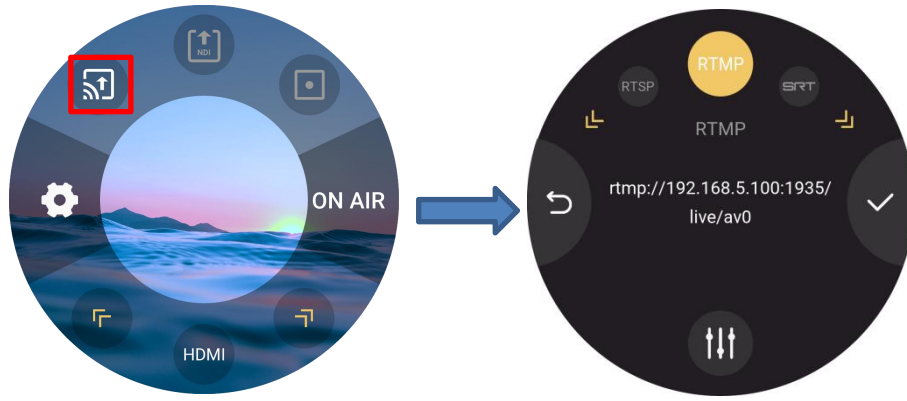 NDI
ON AIR
HDMI
RTMP
RTSP
SRT
RTMP
rtmp://192.168.5.100:1935/
live/av0